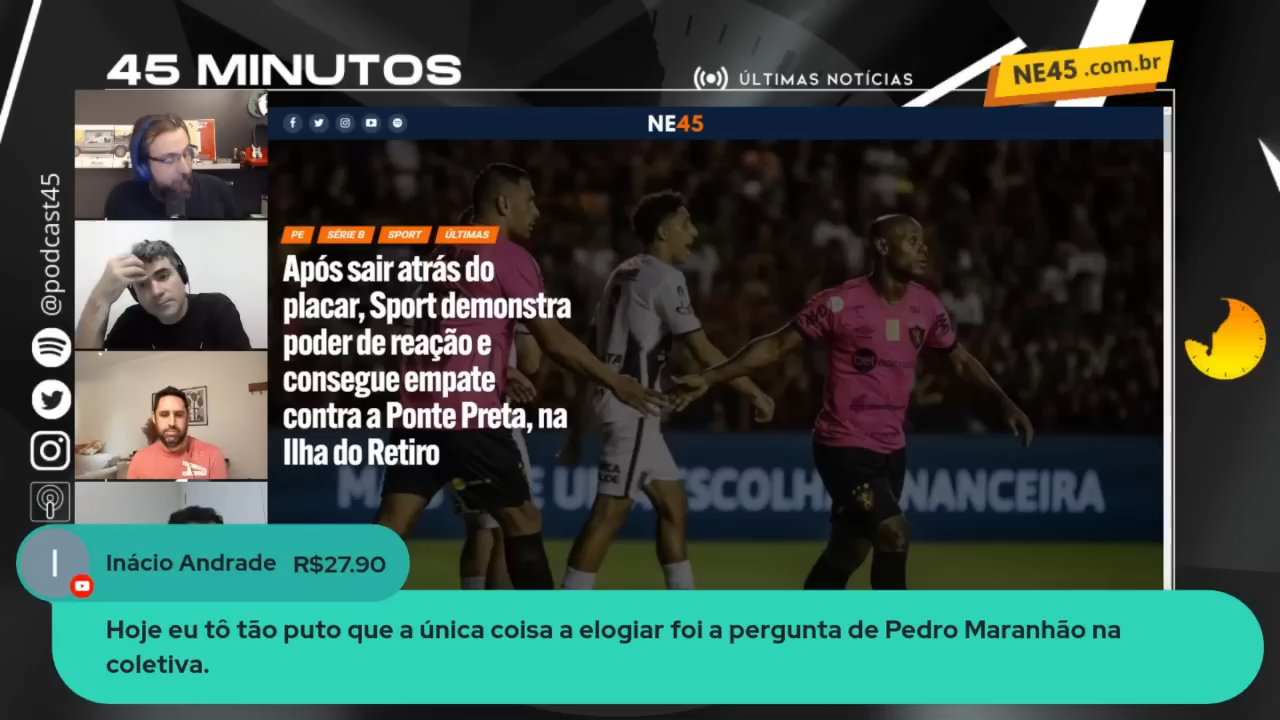 45 MINUTOS
ÚLTIMAS NOTÍCIAS
NE45 .com.br
NE45
@podcast45
PE SÉRIE B SPORT ÚLTIMAS
Após sair atrás do
placar, Sport demonstra
poder de reação e
consegue empate
contra a Ponte Preta, na
Ilha do Retiro
ESCOLHA
NANCEIRA
I
Inácio Andrade R$27.90
Hoje eu tô tão puto que a única coisa a elogiar foi a pergunta de Pedro Maranhão na
coletiva.